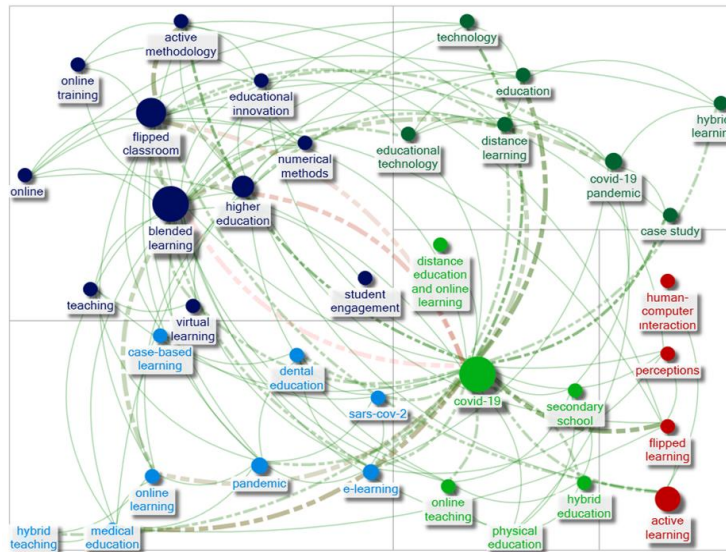 active
methodology
technology
online
training
educational
innovation
education
flipped
classroom
numerical
methods
educational
technology
distance
learning
hybrid
learning
online
higher
education
covid-19
pandemic
blended
learning
case study
distance
education
and online
learning
teaching
student
engagement
human-
computer
interaction
virtual
learning
case-based
learning
dental
education
covid-19
perceptions
sars-cov-2
secondary
school
flipped
learning
online
learning
pandemic
e-learning
online
teaching
hybrid
education
active
learning
hybrid
teaching
medical
education
physical
education